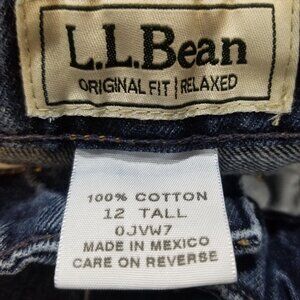 L.L.Bean
ORIGINAL FIT | RELAXED
100% COTTON
12 TALL
0JVW7
MADE IN MEXICO
CARE ON REVERSE